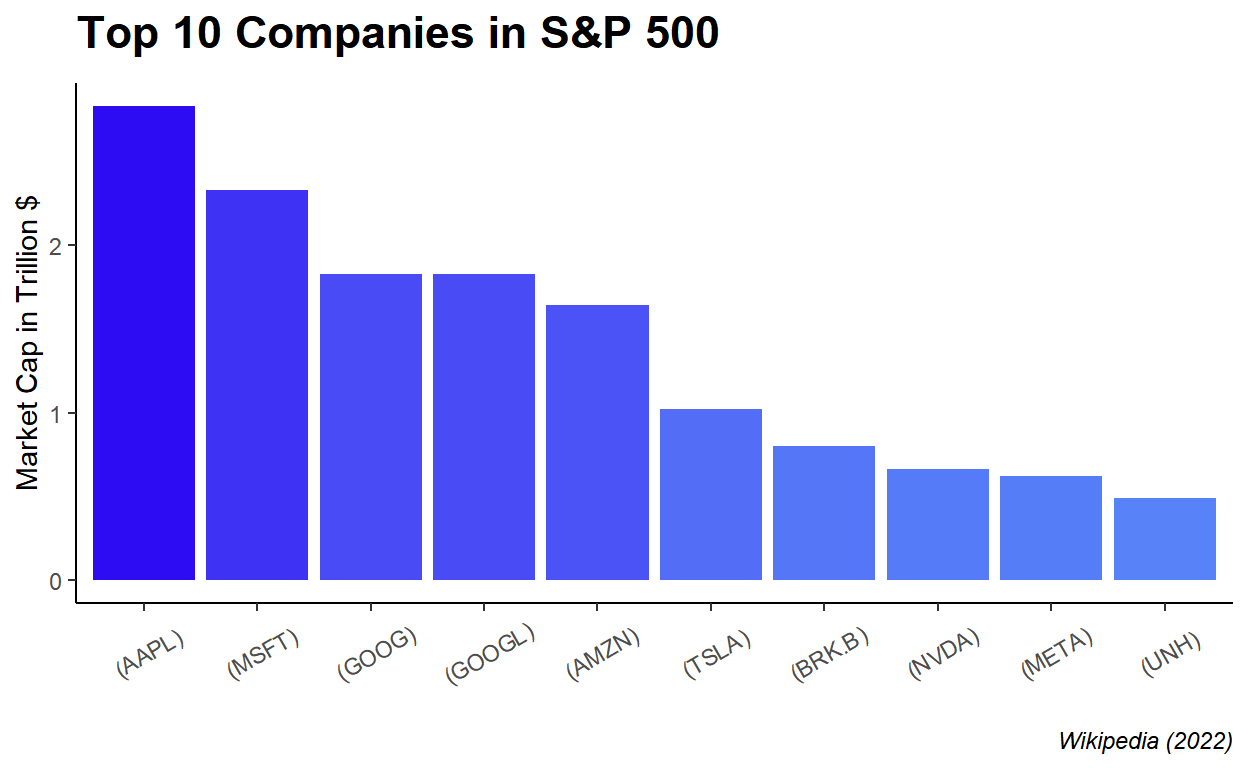 Top 10 Companies in S&P 500
Market Cap in Trillion $
2
1
0
(AAPL)
(MSFT)
(GOOG)
(GOOGL)
(AMZN)
(TSLA)
(BRK.B)
(NVDA)
(META)
(UNH)
Wikipedia (2022)